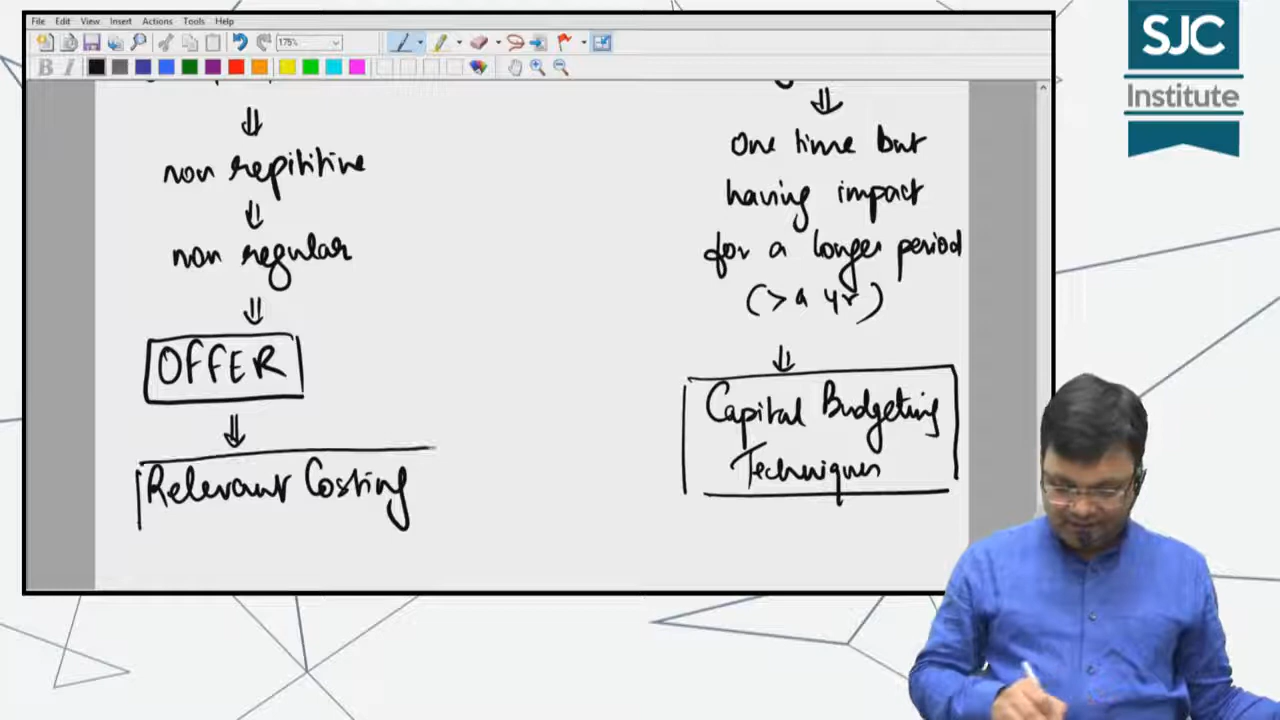 File Edit View Insert Actions Tools Help
175%
B I
SJC
Institute
non repititive
non regular
OFFER
Relevant Costing
One time but
having impact
for a longer period
(> a yr)
Capital Budgeting
Techniques